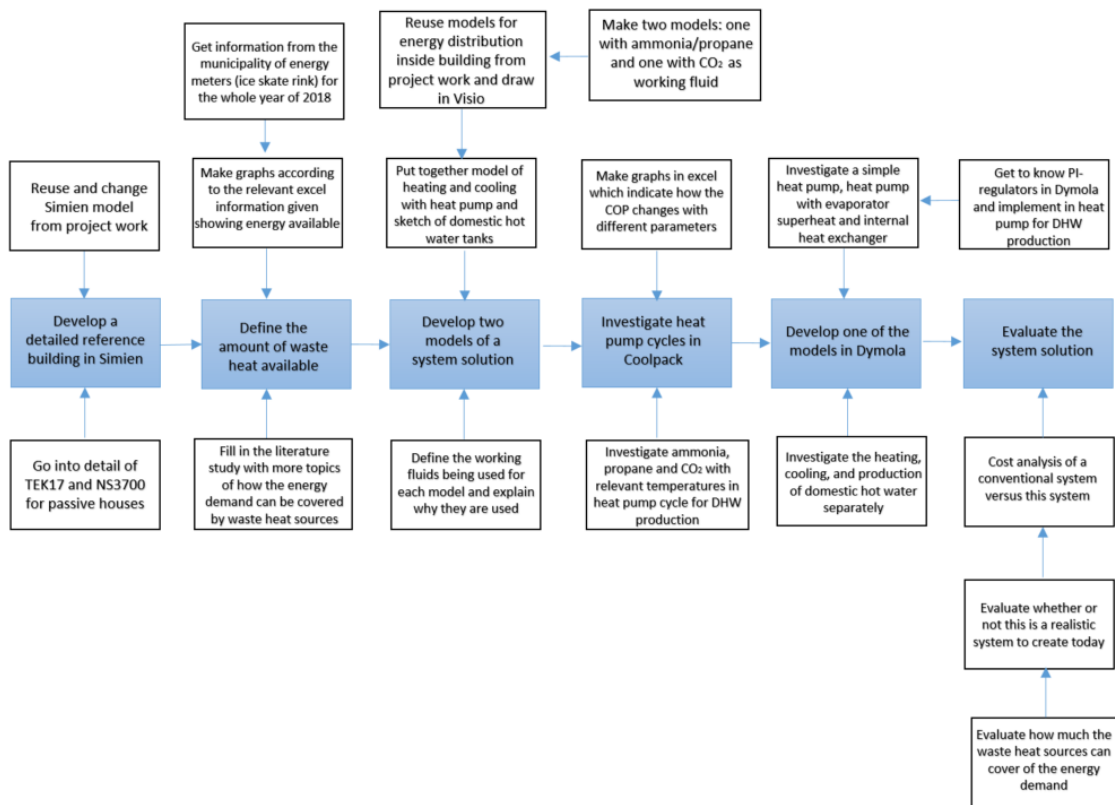 Get information from the
municipality of energy
meters (ice skate rink) for
the whole year of 2018
Reuse models for
energy distribution
inside building from
project work and draw
in Visio
Make two models: one
with ammonia/propane
and one with CO₂ as
working fluid
Reuse and change
Simien model
from project work
Make graphs according
to the relevant excel
information given
showing energy available
Put together model of
heating and cooling
with heat pump and
sketch of domestic hot
water tanks
Make graphs in excel
which indicate how the
COP changes with
different parameters
Investigate a simple
heat pump, heat pump
with evaporator
superheat and internal
heat exchanger
Get to know PI-
regulators in Dymola
and implement in heat
pump for DHW
production
Develop a
detailed reference
building in Simien
Define the
amount of waste
heat available
Develop two
models of a
system solution
Investigate heat
pump cycles in
Coolpack
Develop one of the
models in Dymola
Evaluate the
system solution
Go into detail of
TEK17 and NS3700
for passive houses
Fill in the literature
study with more topics
of how the energy
demand can be covered
by waste heat sources
Define the working
fluids being used for
each model and explain
why they are used
Investigate ammonia,
propane and CO₂ with
relevant temperatures in
heat pump cycle for DHW
production
Investigate the heating,
cooling, and production
of domestic hot water
separately
Cost analysis of a
conventional system
versus this system
Evaluate whether or
not this is a realistic
system to create today
Evaluate how much the
waste heat sources can
cover of the energy
demand